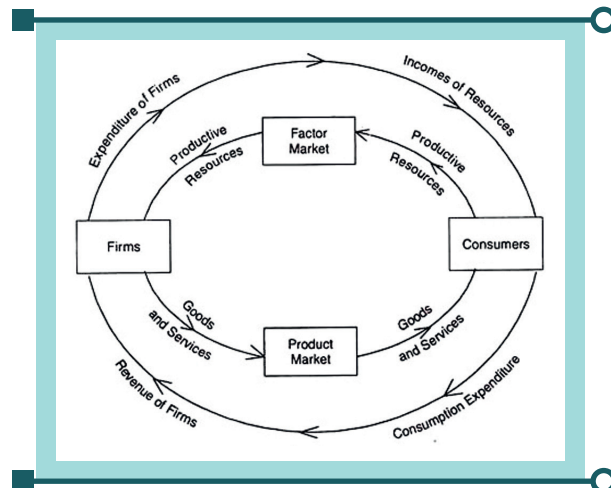 Expenditure of Firms
Incomes of Resources
Productive
Resources
Factor
Market
Productive
Resources
Firms
Consumers
Goods
and Services
Product
Market
Goods
and Services
Revenue of Firms
Consumption Expenditure